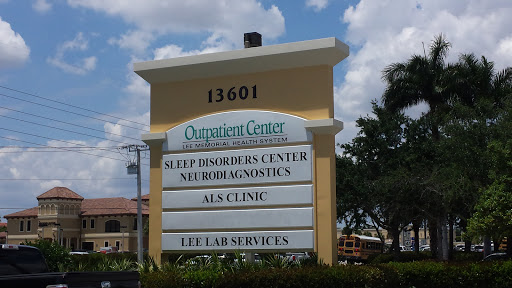 13601
Outpatient Center
LEE MEMORIAL HEALTH SYSTEM
SLEEP DISORDERS CENTER
NEURODIAGNOSTICS
ALS CLINIC
LEE LAB SERVICES